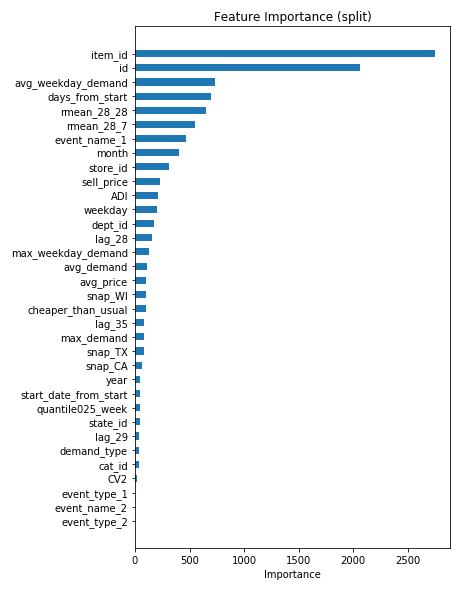 Feature Importance (split)
item_id
id
avg_weekday_demand
days_from_start
rmean_28_28
rmean_28_7
event_name_1
month
store_id
sell_price
ADI
weekday
dept_id
lag_28
max_weekday_demand
avg_demand
avg_price
snap_WI
cheaper_than_usual
lag_35
max_demand
snap_TX
snap_CA
year
start_date_from_start
quantile025_week
state_id
lag_29
demand_type
cat_id
CV2
event_type_1
event_name_2
event_type_2
0 500 1000 1500 2000 2500
Importance